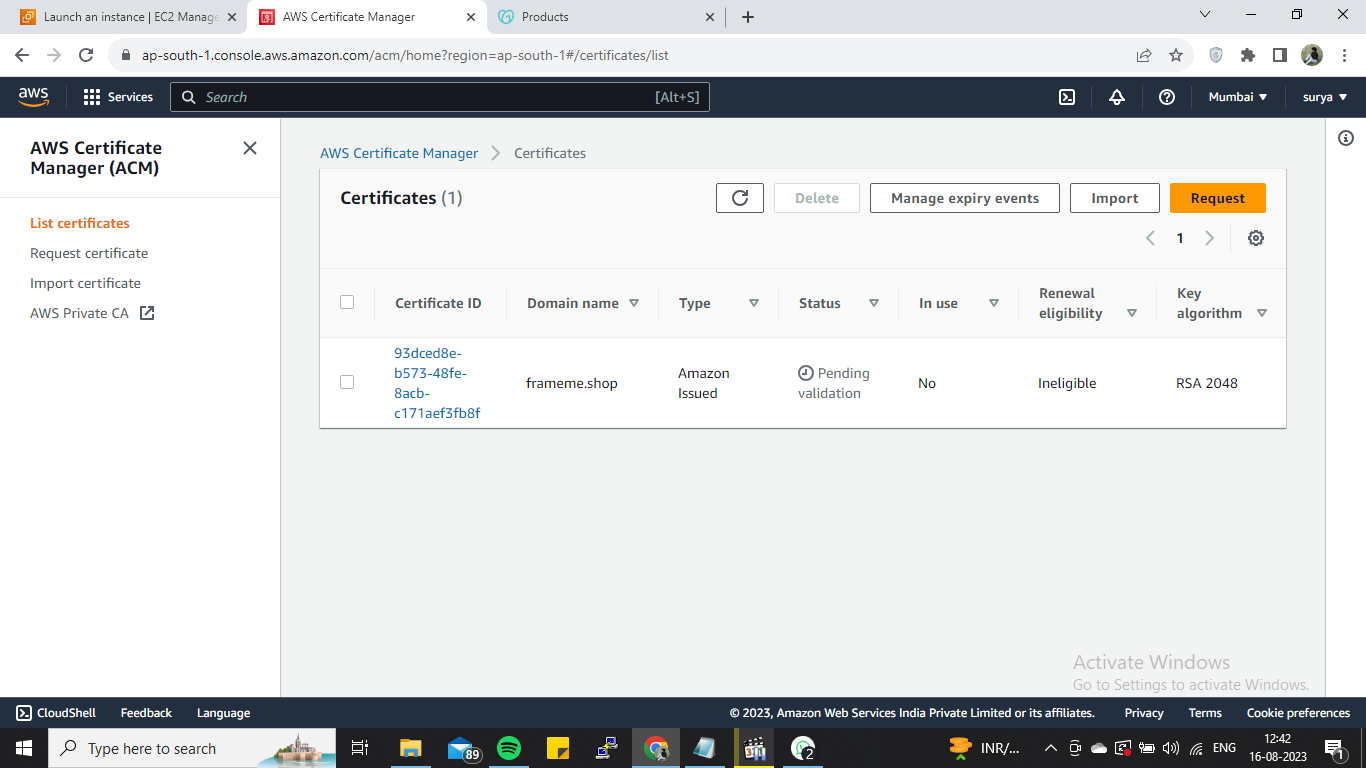 Launch an instance | EC2 Manage
AWS Certificate Manager
Products
ap-south-1.console.aws.amazon.com/acm/home?region=ap-south-1#/certificates/list
aws
Services
Search
[Alt+S]
Mumbai
surya
AWS Certificate
Manager (ACM)
List certificates
Request certificate
Import certificate
AWS Private CA
AWS Certificate Manager
Certificates
Certificates (1)
Delete
Manage expiry events
Import
Request
1
Certificate ID
Domain name
Type
Status
In use
Renewal
eligibility
Key
algorithm
93dced8e-
b573-48fe-
8acb-
c171aef3fb8f
frameme.shop
Amazon
Issued
Pending
validation
No
Ineligible
RSA 2048
Activate Windows
Go to Settings to activate Windows.
CloudShell
Feedback
Language
© 2023, Amazon Web Services India Private Limited or its affiliates.
Privacy
Terms
Cookie preferences
Type here to search
89
2
INR/...
ENG
12:42
16-08-2023
1